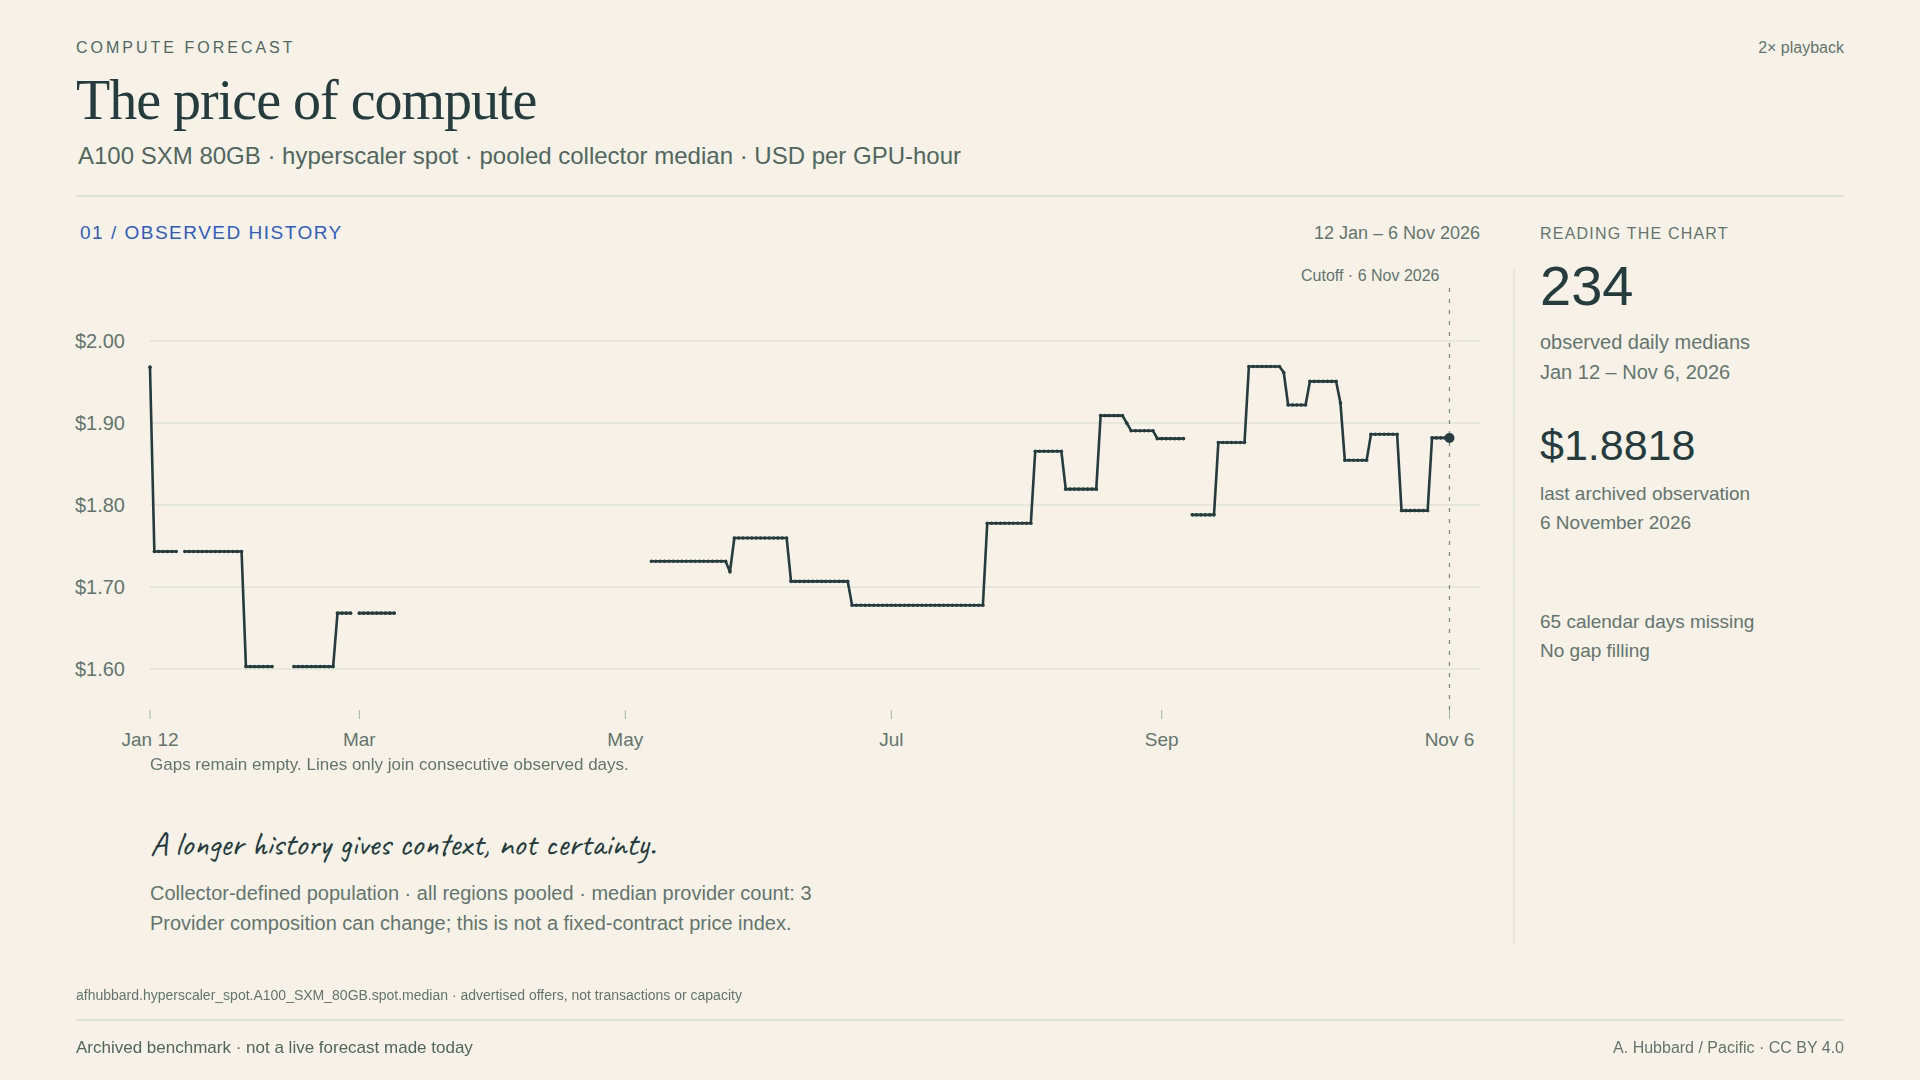 COMPUTE FORECAST
2× playback
The price of compute
A100 SXM 80GB · hyperscaler spot · pooled collector median · USD per GPU-hour
01 / OBSERVED HISTORY
12 Jan – 6 Nov 2026
Cutoff · 6 Nov 2026
$2.00
$1.90
$1.80
$1.70
$1.60
Jan 12
Mar
May
Jul
Sep
Nov 6
Gaps remain empty. Lines only join consecutive observed days.
A longer history gives context, not certainty.
Collector-defined population · all regions pooled · median provider count: 3
Provider composition can change; this is not a fixed-contract price index.
READING THE CHART
234
observed daily medians
Jan 12 – Nov 6, 2026
$1.8818
last archived observation
6 November 2026
65 calendar days missing
No gap filling
afhubbard.hyperscaler_spot.A100_SXM_80GB.spot.median · advertised offers, not transactions or capacity
Archived benchmark · not a live forecast made today
A. Hubbard / Pacific · CC BY 4.0